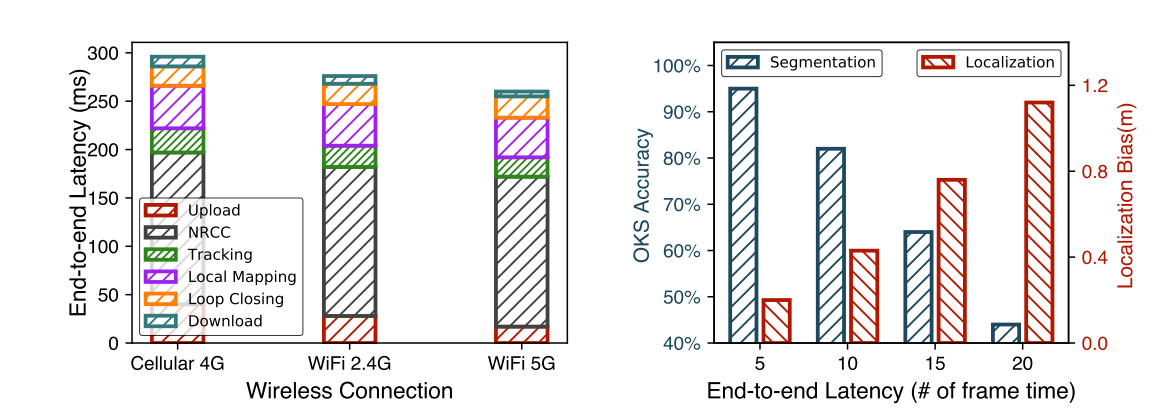 End-to-end Latency (ms)
300
250
200
150
100
50
0
Upload
NRCC
Tracking
Local Mapping
Loop Closing
Download
Cellular 4G
WiFi 2.4G
WiFi 5G
Wireless Connection
OKS Accuracy
100%
90%
80%
70%
60%
50%
40%
Segmentation
Localization
1.2
0.8
0.4
0.0
Localization Bias(m)
5
10
15
20
End-to-end Latency (# of frame time)